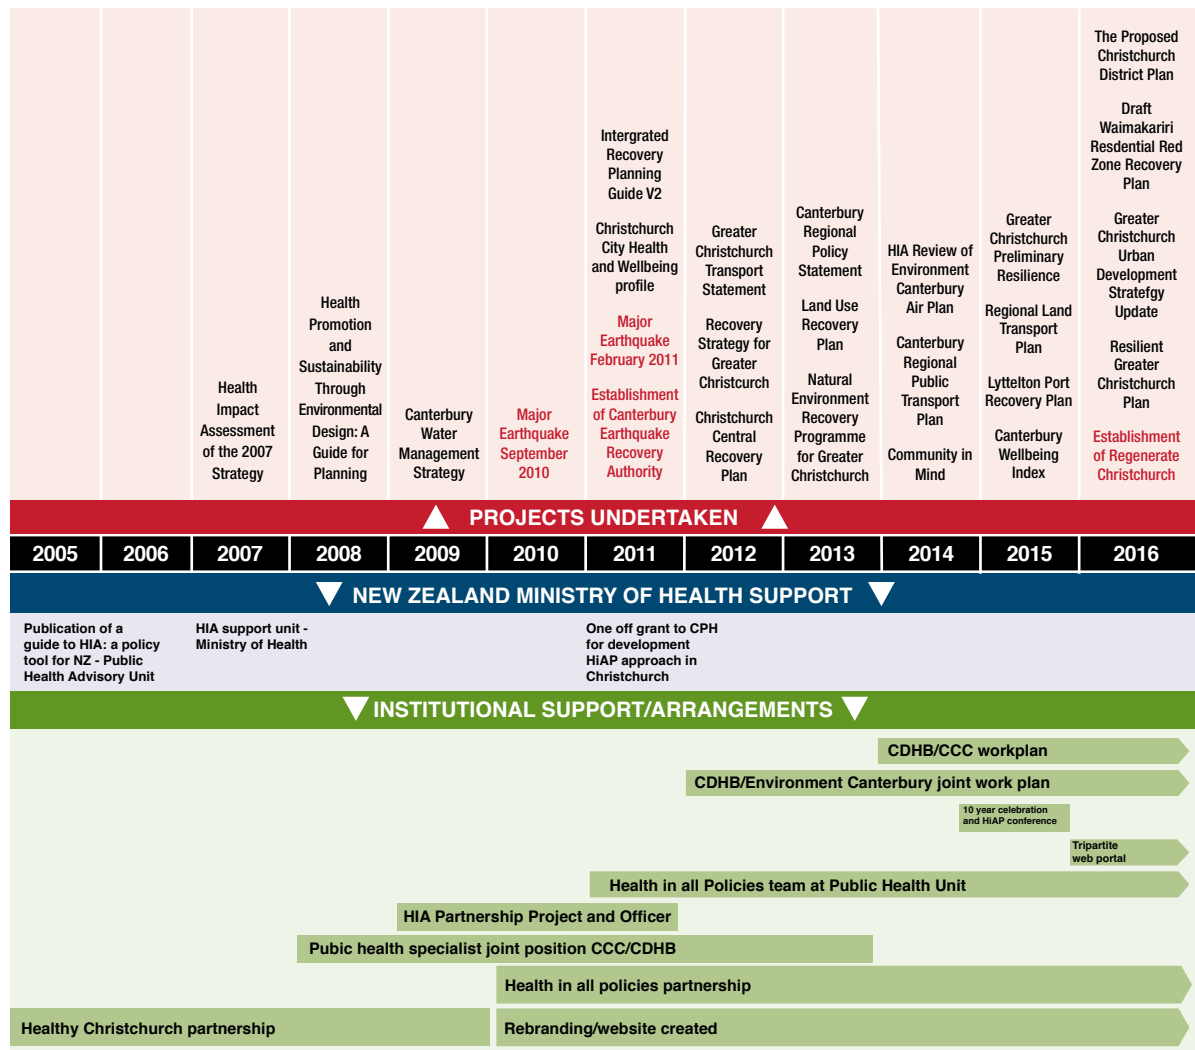 Health
Impact
Assessment
of the 2007
Strategy
Health
Promotion
and
Sustainability
Through
Environmental
Design: A
Guide for
Planning
Canterbury
Water
Management
Strategy
Major
Earthquake
September
2010
Intergrated
Recovery
Planning
Guide V2
Christchurch
City Health
and Wellbeing
profile
Major
Earthquake
February 2011
Establishment
of Canterbury
Earthquake
Recovery
Authority
Greater
Christchurch
Transport
Statement
Recovery
Strategy for
Greater
Christcurch
Christchurch
Central
Recovery
Plan
Canterbury
Regional
Policy
Statement
Land Use
Recovery
Plan
Natural
Environment
Recovery
Programme
for Greater
Christchurch
HIA Review of
Environment
Canterbury
Air Plan
Canterbury
Regional
Public
Transport
Plan
Community in
Mind
Greater
Christchurch
Preliminary
Resilience
Regional Land
Transport
Plan
Lyttelton Port
Recovery Plan
Canterbury
Wellbeing
Index
The Proposed
Christchurch
District Plan
Draft
Waimakariri
Resdential Red
Zone Recovery
Plan
Greater
Christchurch
Urban
Development
Stratefgy
Update
Resilient
Greater
Christchurch
Plan
Establishment
of Regenerate
Christchurch
PROJECTS UNDERTAKEN
2005 2006 2007 2008 2009 2010 2011 2012 2013 2014 2015 2016
NEW ZEALAND MINISTRY OF HEALTH SUPPORT
Publication of a
guide to HIA: a policy
tool for NZ - Public
Health Advisory Unit
HIA support unit -
Ministry of Health
One off grant to CPH
for development
HiAP approach in
Christchurch
INSTITUTIONAL SUPPORT/ARRANGEMENTS
CDHB/CCC workplan
CDHB/Environment Canterbury joint work plan
10 year celebration
and HiAP conference
Tripartite
web portal
Health in all Policies team at Public Health Unit
HIA Partnership Project and Officer
Pubic health specialist joint position CCC/CDHB
Health in all policies partnership
Healthy Christchurch partnership
Rebranding/website created